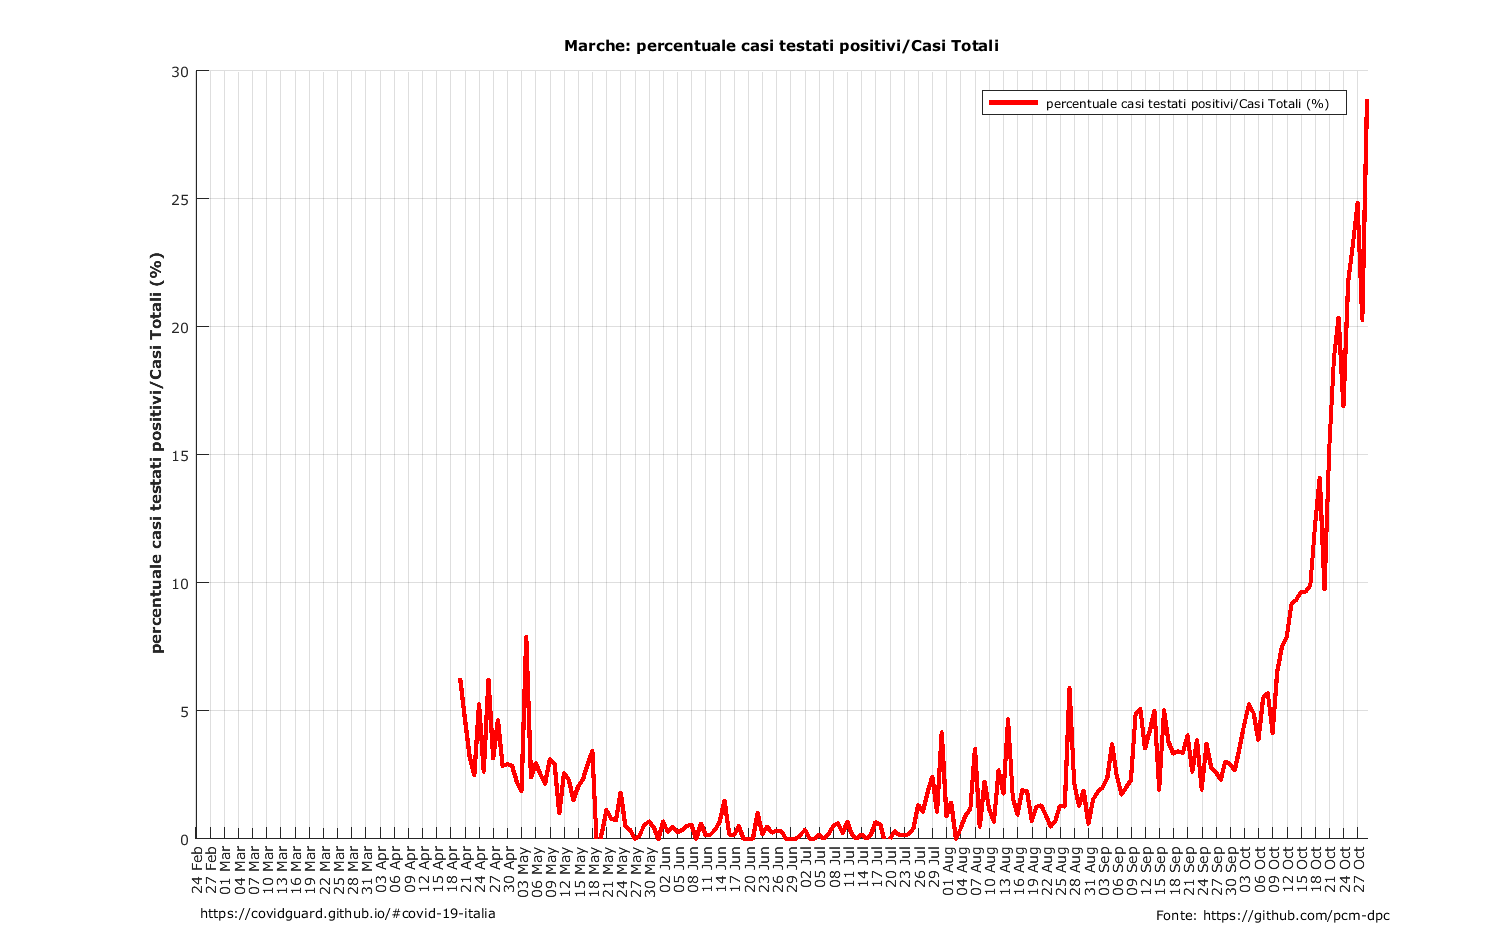 Marche: percentuale casi testati positivi/Casi Totali
percentuale casi testati positivi/Casi Totali (%)
percentuale casi testati positivi/Casi Totali (%)
30
25
20
15
10
5
0
24 Feb
27 Feb
01 Mar
04 Mar
07 Mar
10 Mar
13 Mar
16 Mar
19 Mar
22 Mar
25 Mar
28 Mar
31 Mar
03 Apr
06 Apr
09 Apr
12 Apr
15 Apr
18 Apr
21 Apr
24 Apr
27 Apr
30 Apr
03 May
06 May
09 May
12 May
15 May
18 May
21 May
24 May
27 May
30 May
02 Jun
05 Jun
08 Jun
11 Jun
14 Jun
17 Jun
20 Jun
23 Jun
26 Jun
29 Jun
02 Jul
05 Jul
08 Jul
11 Jul
14 Jul
17 Jul
20 Jul
23 Jul
26 Jul
29 Jul
01 Aug
04 Aug
07 Aug
10 Aug
13 Aug
16 Aug
19 Aug
22 Aug
25 Aug
28 Aug
31 Aug
03 Sep
06 Sep
09 Sep
12 Sep
15 Sep
18 Sep
21 Sep
24 Sep
27 Sep
30 Sep
03 Oct
06 Oct
09 Oct
12 Oct
15 Oct
18 Oct
21 Oct
24 Oct
27 Oct
https://covidguard.github.io/#covid-19-italia
Fonte: https://github.com/pcm-dpc